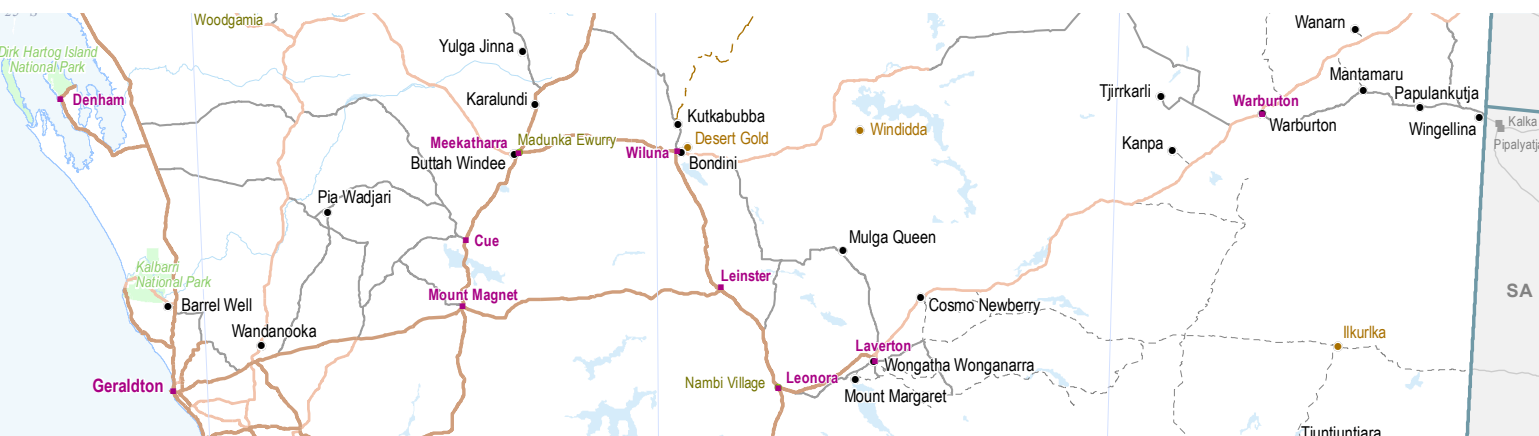 Woodgamia
Wanarn
Yulga Jinna
Dirk Hartog Island
National Park
Mantamaru
Tjirrkarli
Papulankutja
Denham
Karalundi
Warburton
Kutkabubba
Warburton
Wingellina
Kalka
Windidda
Meekatharra
Madunka Ewurry
Desert Gold
Pipalyatj
Buttah Windee
Wiluna
Bondini
Kanpa
Pia Wadjari
Cue
Mulga Queen
Kalbarri
National Park
Leinster
SA
Mount Magnet
Barrel Well
Cosmo Newberry
Wandanooka
Ilkurlka
Laverton
Wongatha Wonganarra
Geraldton
Nambi Village
Leonora
Mount Margaret
Tjuntjuntjara